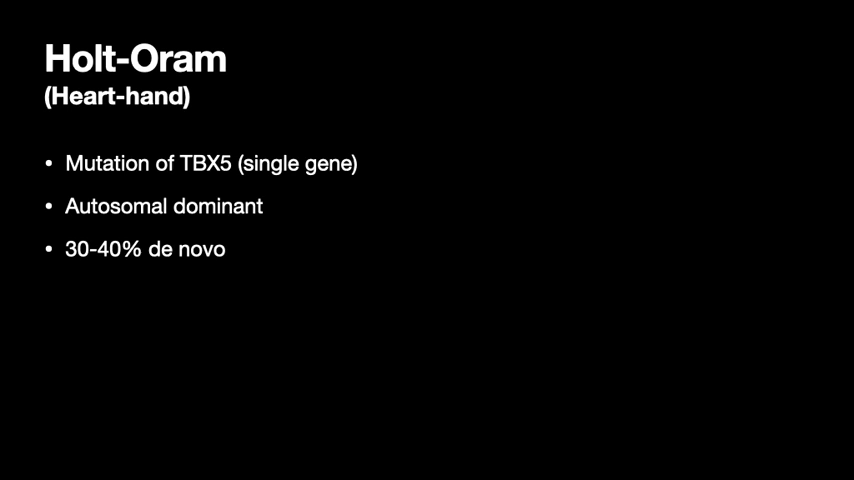 Holt-Oram
(Heart-hand)
• Mutation of TBX5 (single gene)
• Autosomal dominant
• 30-40% de novo